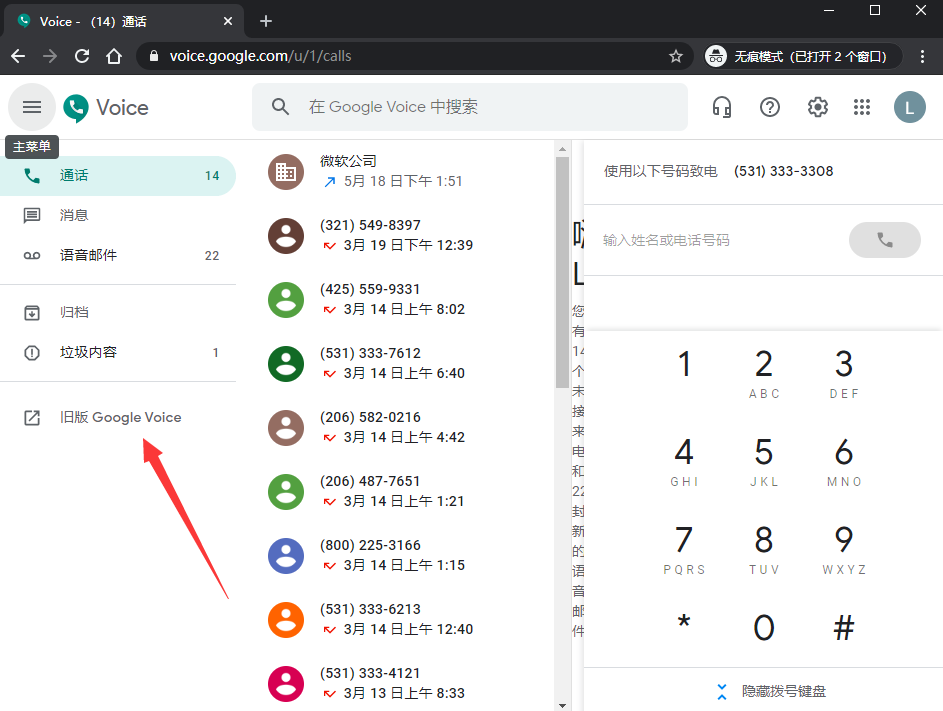 Voice - （14）通话
voice.google.com/u/1/calls
无痕模式（已打开 2 个窗口）
Voice
在 Google Voice 中搜索
L
主菜单
通话 14
消息
语音邮件 22
归档
垃圾内容 1
旧版 Google Voice
微软公司
5月 18 日下午 1:51
(321) 549-8397
3月 19 日下午 12:39
(425) 559-9331
3月 14 日上午 8:02
(531) 333-7612
3月 14 日上午 6:40
(206) 582-0216
3月 14 日上午 4:42
(206) 487-7651
3月 14 日上午 1:21
(800) 225-3166
3月 14 日上午 1:15
(531) 333-6213
3月 14 日上午 12:40
(531) 333-4121
3月 13 日上午 8:33
L
您
有
14
个
未
接
来
电
和
22
封
新
的
语
音
邮
件
使用以下号码致电 (531) 333-3308
输入姓名或电话号码
1 2 3
ABC DEF
4 5 6
GHI JKL MNO
7 8 9
PQRS TUV WXYZ
* 0 #
隐藏拨号键盘